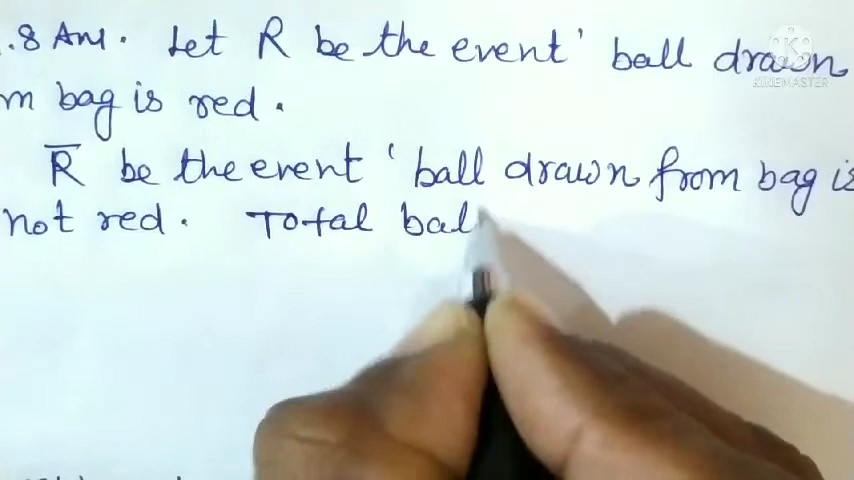 .8 Ans. Let R be the event ' ball drawn
m bag is red.
R̅ be the event ' ball drawn from bag is
not red. Total bal
KINEMASTER